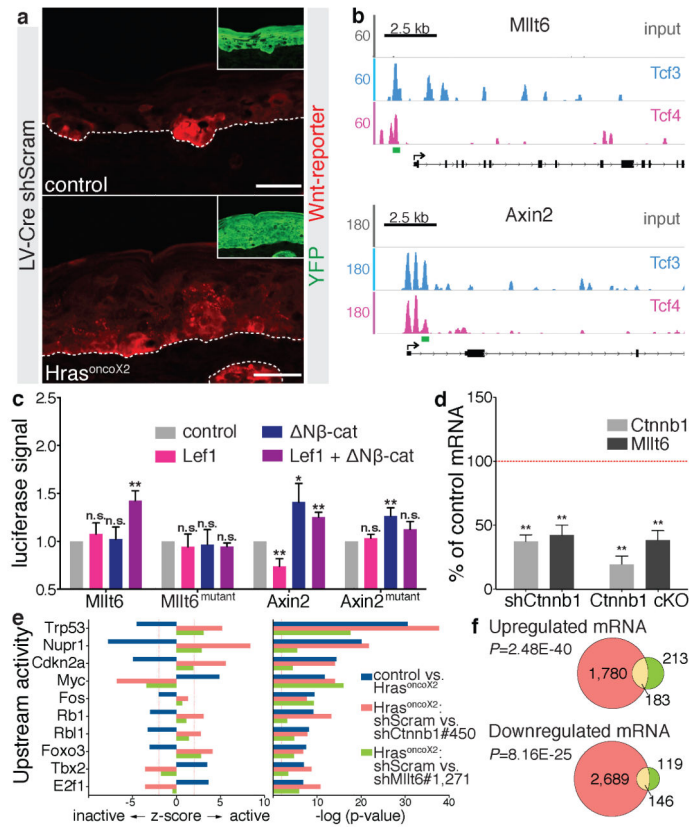 a
LV-Cre shScram
control
Hras^oncoX2
YFP Wnt-reporter
b
Mllt6
2.5 kb
60 input
60 Tcf3
60 Tcf4
Axin2
2.5 kb
180 input
180 Tcf3
180 Tcf4
c
luciferase signal
2.5
2.0
1.5
1.0
0.5
control
Lef1
ΔNβ-cat
Lef1 + ΔNβ-cat
n.s. n.s. **
n.s. n.s. n.s.
** * **
n.s. ** n.s.
Mllt6 Mllt6^mutant Axin2 Axin2^mutant
d
% of control mRNA
150
100
50
0
Ctnnb1
Mllt6
** ** ** **
shCtnnb1 Ctnnb1 cKO
e
Upstream activity
Trp53
Nupr1
Cdkn2a
Myc
Fos
Rb1
Rbl1
Foxo3
Tbx2
E2f1
-5 0 5 10
inactive ← z-score → active
0 20 30 40
-log (p-value)
control vs.
Hras^oncoX2
Hras^oncoX2:
shScram vs.
shCtnnb1#450
Hras^oncoX2:
shScram vs.
shMllt6#1,271
f
Upregulated mRNA
P=2.48E-40
1,780
213
183
Downregulated mRNA
P=8.16E-25
2,689
119
146